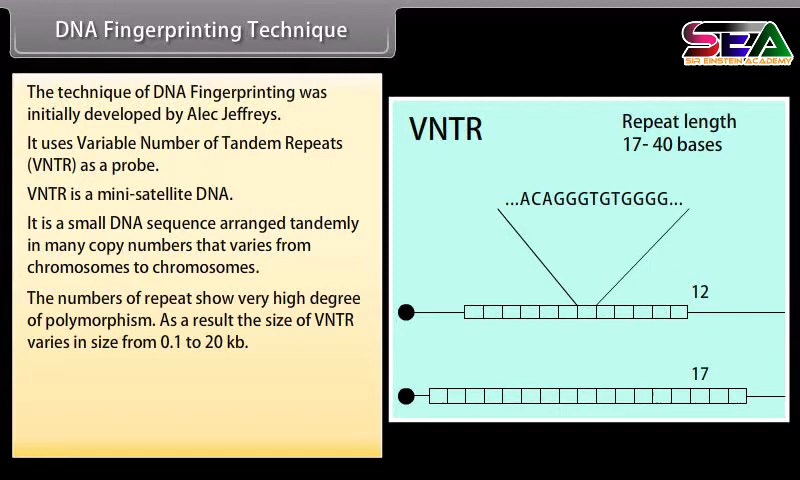 DNA Fingerprinting Technique
SEA
SIR EINSTEIN ACADEMY
The technique of DNA Fingerprinting was
initially developed by Alec Jeffreys.
It uses Variable Number of Tandem Repeats
(VNTR) as a probe.
VNTR is a mini-satellite DNA.
It is a small DNA sequence arranged tandemly
in many copy numbers that varies from
chromosomes to chromosomes.
The numbers of repeat show very high degree
of polymorphism. As a result the size of VNTR
varies in size from 0.1 to 20 kb.
VNTR
Repeat length
17- 40 bases
...ACAGGGTGTGGGG...
12
17